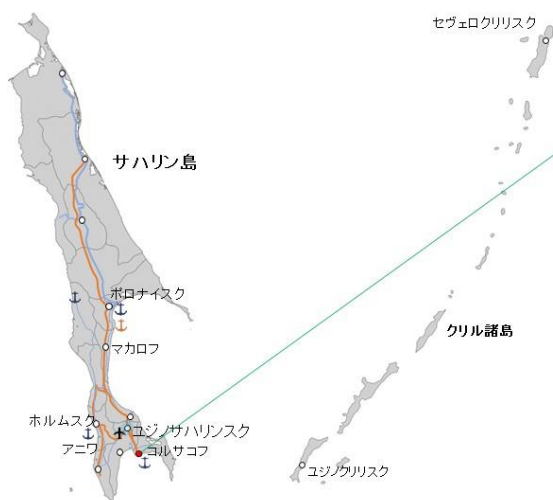 セヴェロクリリスク
サハリン島
ポロナイスク
クリル諸島
マカロフ
ホルムスク
ユジノサハリンスク
アニワ
コルサコフ
ユジノクリリスク